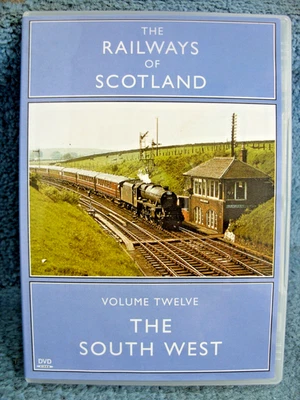 THE
RAILWAYS
OF
SCOTLAND
VOLUME TWELVE
THE
SOUTH WEST
DVD